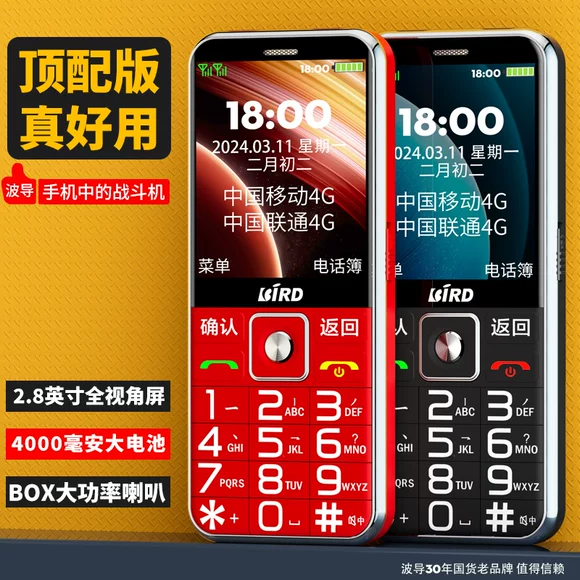 顶配版
真好用
波导
手机中的战斗机
2.8英寸全视角屏
4000毫安大电池
BOX大功率喇叭
18:00
18:00
2024.03.11 星期一
二月初二
中国移动4G
中国联通4G
菜单 电话簿
BIRD
确认 返回
1 2 ABC 3 DEF
4 GHI 5 JKL 6 MNO
7 PQRS 8 TUV 9 WXYZ
* + 0 # 中
18:00
18:00
2024.03.11 星期一
二月初二
中国移动4G
中国联通4G
电话簿
BIRD
确认 返回
1 2 ABC 3 DEF
4 GHI 5 JKL 6 MNO
7 PQRS 8 TUV 9 WXYZ
* + 0 # 中
波导30年国货老品牌 值得信赖